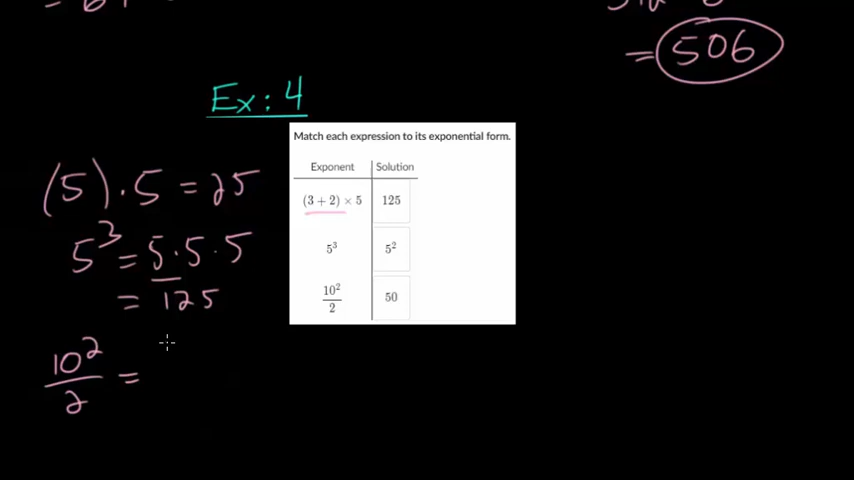 = 506
Ex: 4
Match each expression to its exponential form.
Exponent Solution
(3 + 2) × 5 125
5³ 5²
10²/2 50
(5) · 5 = 25
5³ = 5 · 5 · 5
= 125
10²/2 =